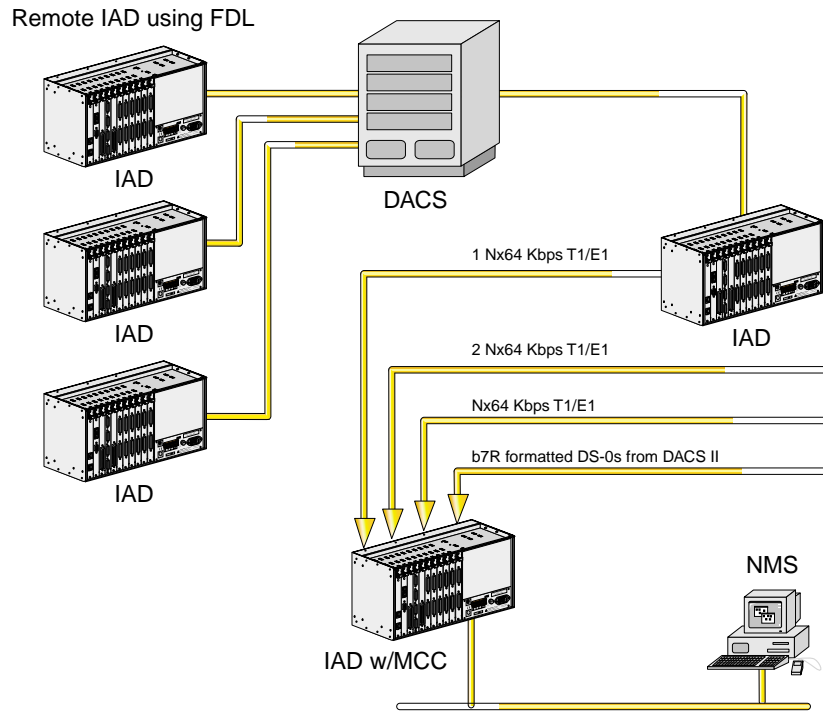 Remote IAD using FDL
IAD
DACS
IAD
1 Nx64 Kbps T1/E1
IAD
2 Nx64 Kbps T1/E1
Nx64 Kbps T1/E1
b7R formatted DS-0s from DACS II
IAD
NMS
IAD w/MCC